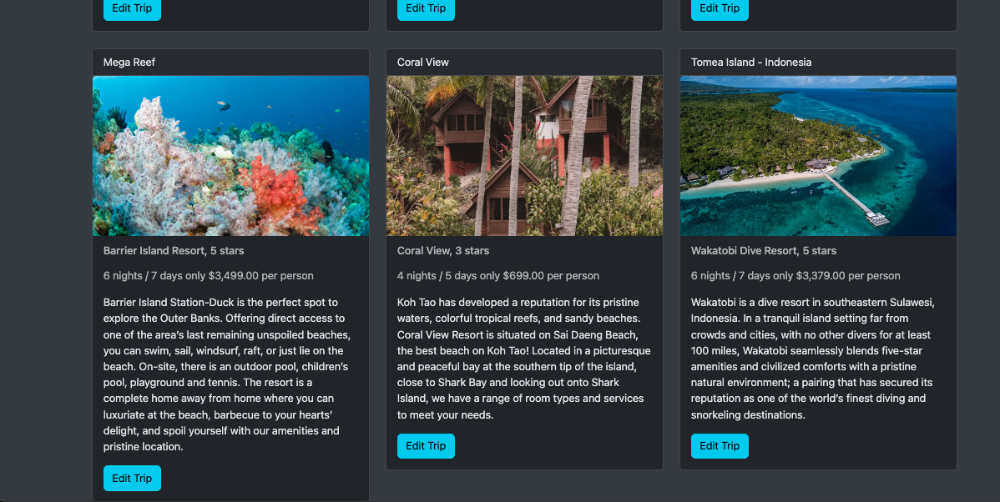 Edit Trip
Edit Trip
Edit Trip
Mega Reef
Barrier Island Resort, 5 stars
6 nights / 7 days only $3,499.00 per person
Barrier Island Station-Duck is the perfect spot to
explore the Outer Banks. Offering direct access to
one of the area’s last remaining unspoiled beaches,
you can swim, sail, windsurf, raft, or just lie on the
beach. On-site, there is an outdoor pool, children’s
pool, playground and tennis. The resort is a
complete home away from home where you can
luxuriate at the beach, barbecue to your hearts’
delight, and spoil yourself with our amenities and
pristine location.
Edit Trip
Coral View
Coral View, 3 stars
4 nights / 5 days only $699.00 per person
Koh Tao has developed a reputation for its pristine
waters, colorful tropical reefs, and sandy beaches.
Coral View Resort is situated on Sai Daeng Beach,
the best beach on Koh Tao! Located in a picturesque
and peaceful bay at the southern tip of the island,
close to Shark Bay and looking out onto Shark
Island, we have a range of room types and services
to meet your needs.
Edit Trip
Tomea Island - Indonesia
Wakatobi Dive Resort, 5 stars
6 nights / 7 days only $3,379.00 per person
Wakatobi is a dive resort in southeastern Sulawesi,
Indonesia. In a tranquil island setting far from
crowds and cities, with no other divers for at least
100 miles, Wakatobi seamlessly blends five-star
amenities and civilized comforts with a pristine
natural environment; a pairing that has secured its
reputation as one of the world’s finest diving and
snorkeling destinations.
Edit Trip